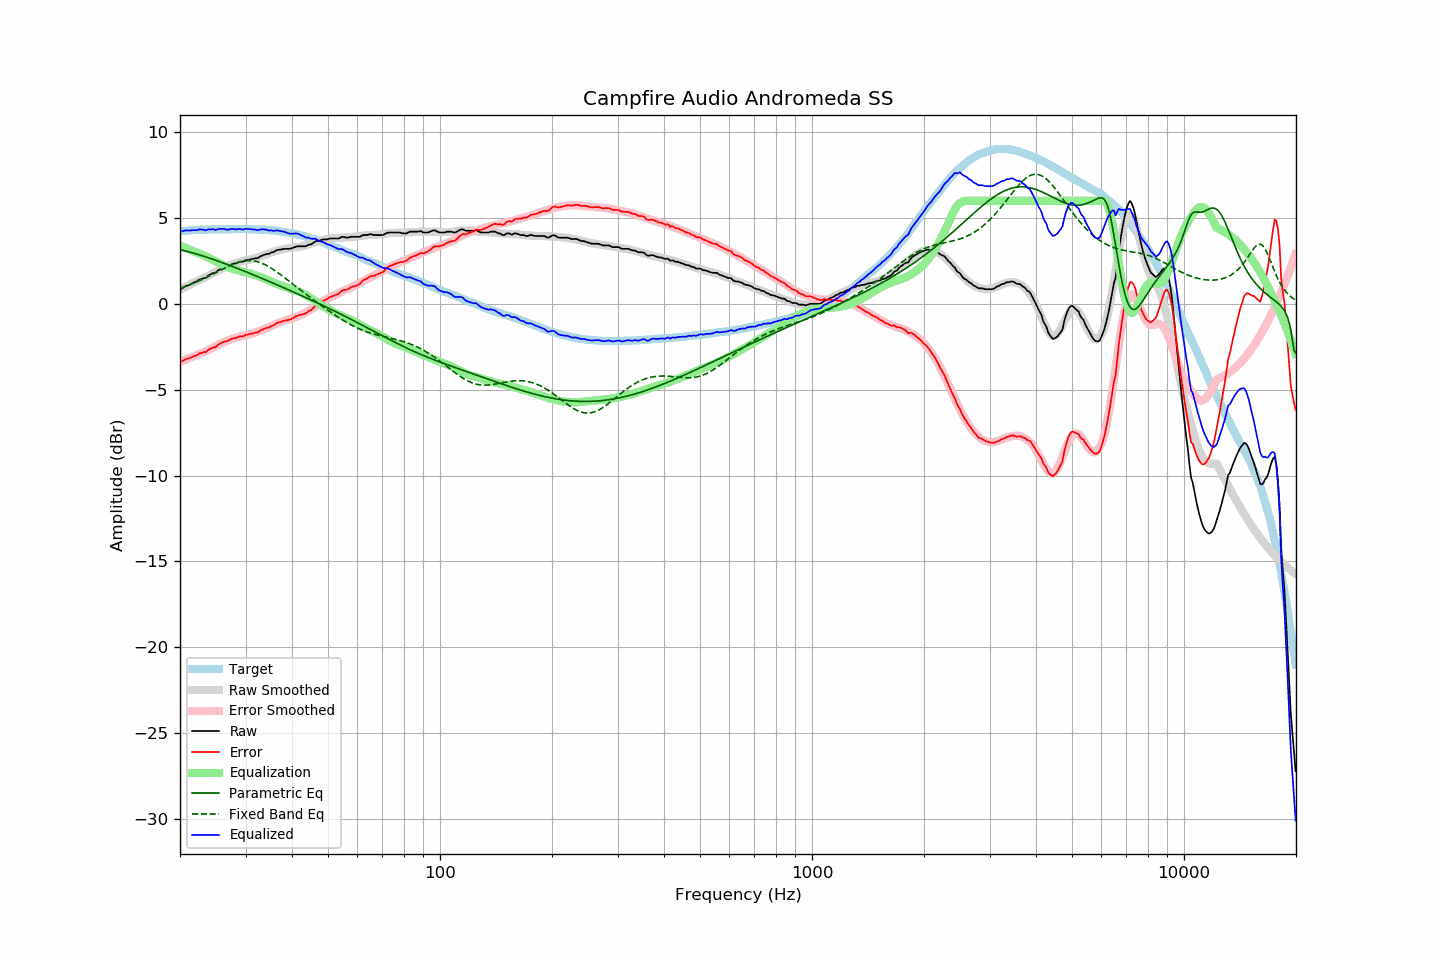 Campfire Audio Andromeda SS
10
5
0
−5
−10
−15
−20
−25
−30
Amplitude (dBr)
Target
Raw Smoothed
Error Smoothed
Raw
Error
Equalization
Parametric Eq
Fixed Band Eq
Equalized
100
1000
10000
Frequency (Hz)